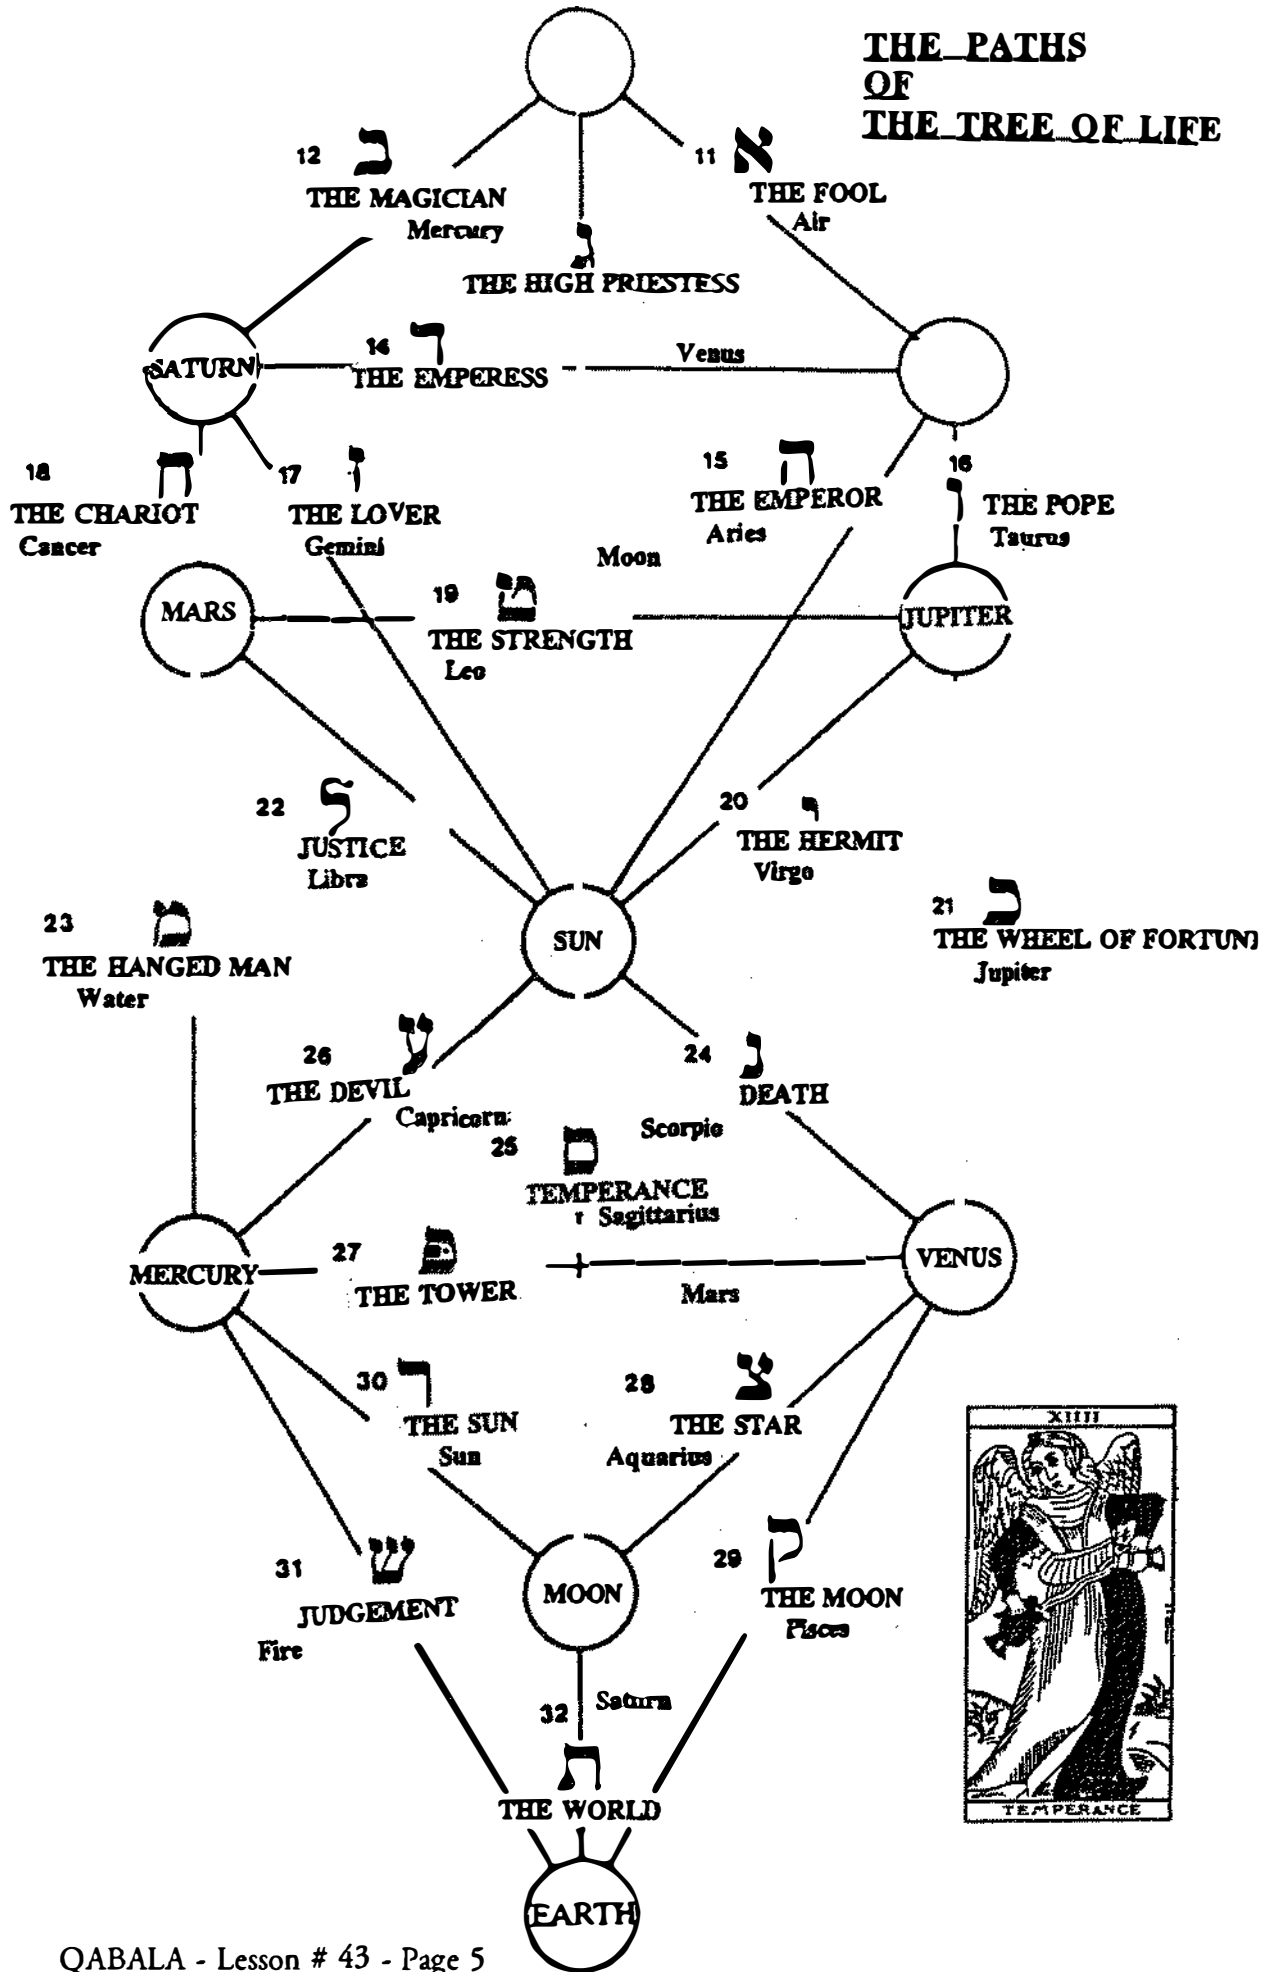 THE PATHS
OF
THE TREE OF LIFE
12 ב
THE MAGICIAN
Mercury
11 א
THE FOOL
Air
ג
THE HIGH PRIESTESS
SATURN
14 ד
THE EMPERESS
Venus
18 ח
THE CHARIOT
Cancer
17 ז
THE LOVER
Gemini
15 ה
THE EMPEROR
Aries
16 ו
THE POPE
Taurus
Moon
MARS
19
THE STRENGTH
Leo
JUPITER
22 ל
JUSTICE
Libra
20 י
THE HERMIT
Virgo
23 מ
THE HANGED MAN
Water
SUN
21 כ
THE WHEEL OF FORTUN
Jupiter
26 ע
THE DEVIL
Capricorn
24 נ
DEATH
Scorpio
25 ס
TEMPERANCE
Sagittarius
MERCURY
27 פ
THE TOWER
Mars
VENUS
30 ר
THE SUN
Sun
28 צ
THE STAR
Aquarius
XIIII
TEMPERANCE
31 ש
JUDGEMENT
Fire
MOON
29 ק
THE MOON
Pisces
32 Saturn
ת
THE WORLD
EARTH
QABALA - Lesson # 43 - Page 5